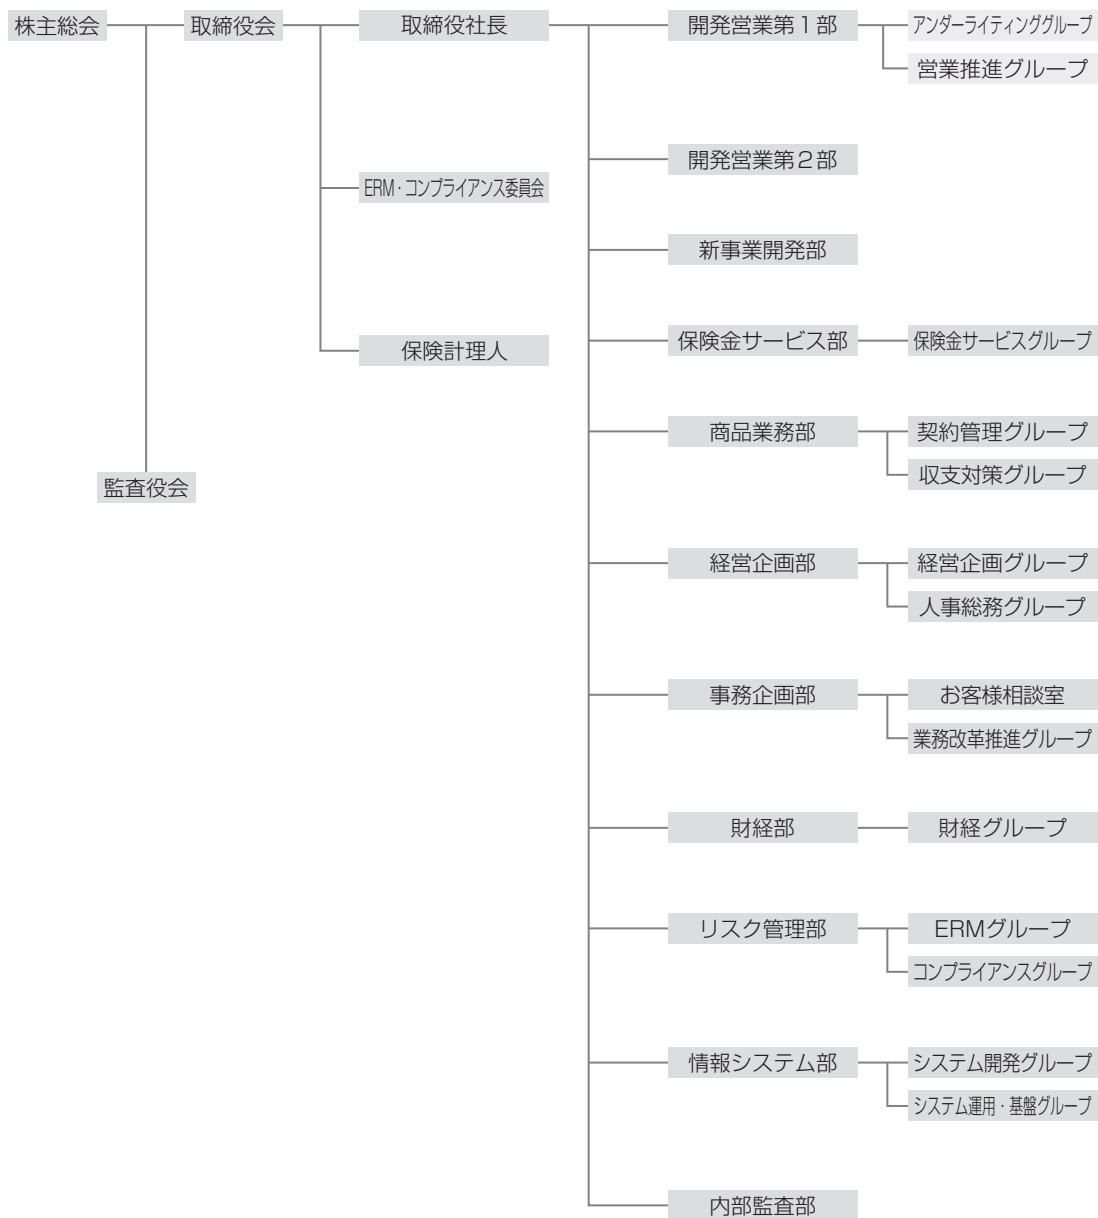 株主総会
取締役会
取締役社長
開発営業第1部
アンダーライティンググループ
営業推進グループ
開発営業第2部
ERM・コンプライアンス委員会
新事業開発部
保険計理人
保険金サービス部
保険金サービスグループ
商品業務部
契約管理グループ
収支対策グループ
監査役会
経営企画部
経営企画グループ
人事総務グループ
事務企画部
お客様相談室
業務改革推進グループ
財経部
財経グループ
リスク管理部
ERMグループ
コンプライアンスグループ
情報システム部
システム開発グループ
システム運用・基盤グループ
内部監査部